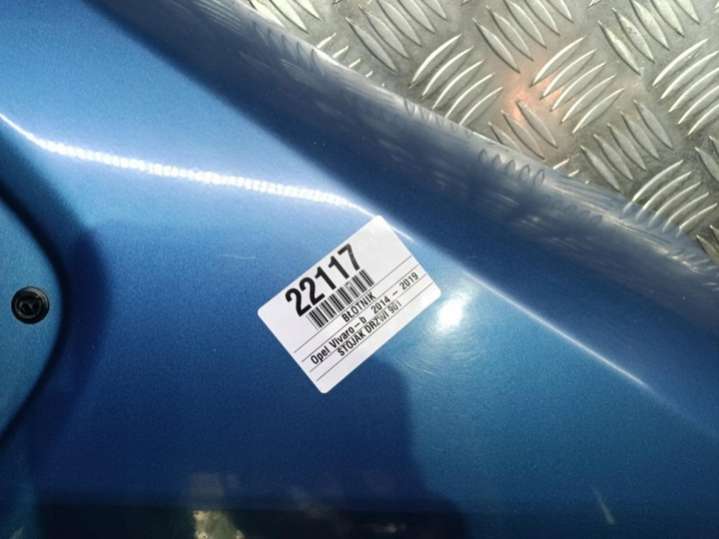 22117
BŁOTNIK
Opel Vivaro-b 2014 - 2019
STOJAK DRZWI 901